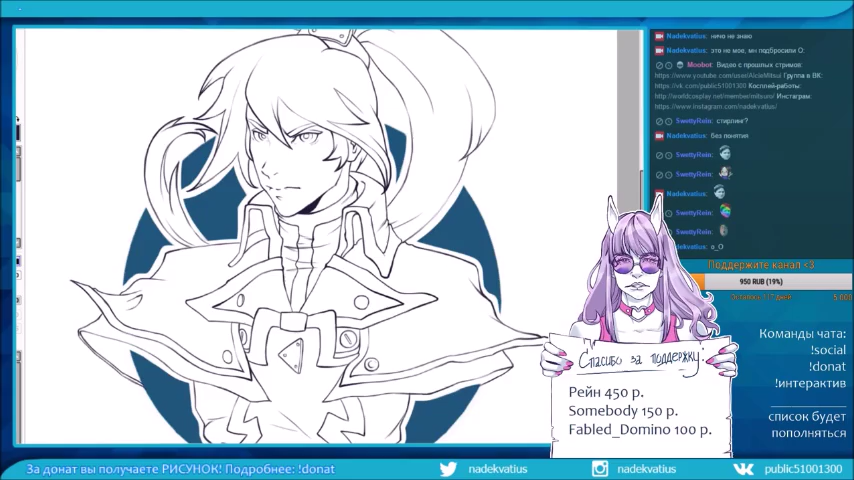 Nadekvatius: ниче не знаю
Nadekvatius: это не мое, мн подбросили О:
Moobot: Видео с прошлых стримов:
https://www.youtube.com/user/AicleMitsui Группа в ВК:
https://vk.com/public51001300 Косплей-работы:
http://worldcosplay.net/member/mitsuro/ Инстаграм:
https://www.instagram.com/nadekvatius/
SwettyRein: стирлинг?
Nadekvatius: без понятия
SwettyRein:
SwettyRein:
Nadekvatius:
SwettyRein:
SwettyRein:
dekvatius: o_O
Поддержите канал <3
950 RUB (19%)
5 000
Команды чата:
!social
!donat
!интерактив
список будет
пополняться
Спасибо за поддержку:
Рейн 450 р.
Somebody 150 р.
Fabled_Domino 100 р.
За донат вы получаете РИСУНОК! Подробнее: !donat
nadekvatius
nadekvatius
public51001300